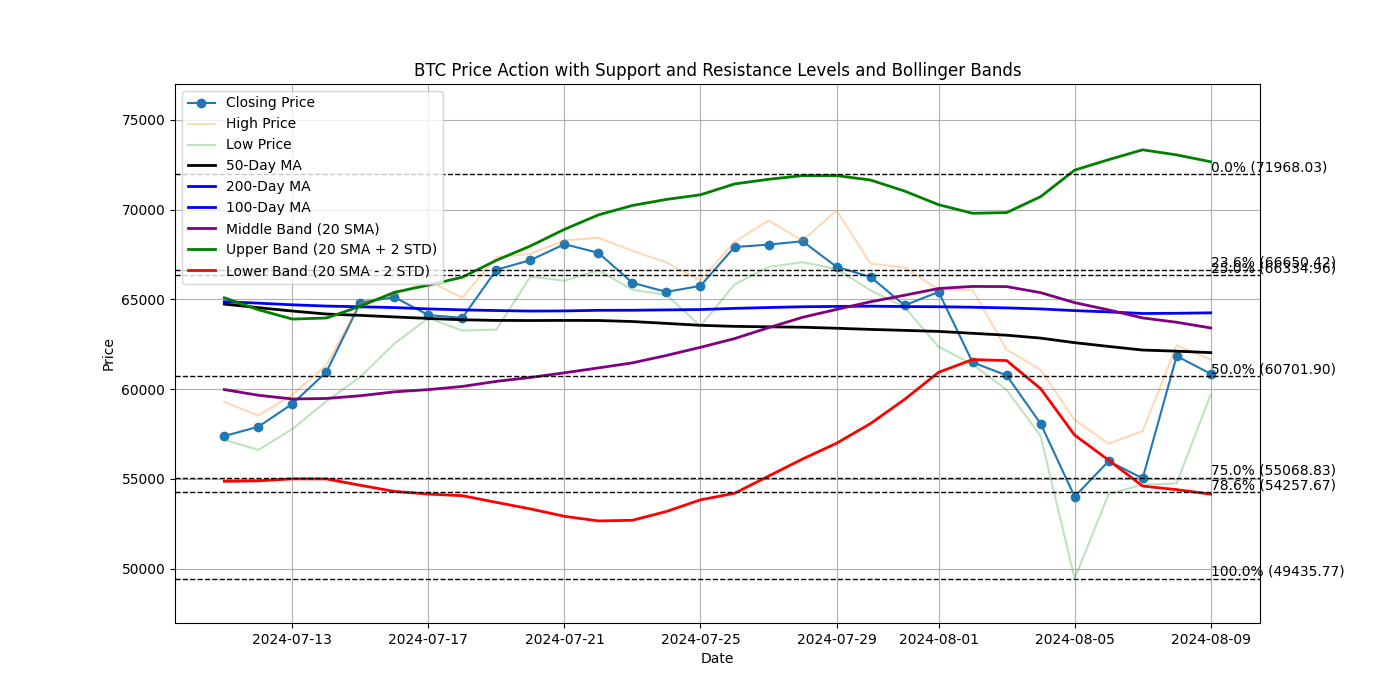 BTC Price Action with Support and Resistance Levels and Bollinger Bands
Closing Price
High Price
Low Price
50-Day MA
200-Day MA
100-Day MA
Middle Band (20 SMA)
Upper Band (20 SMA + 2 STD)
Lower Band (20 SMA - 2 STD)
Price
75000
70000
65000
60000
55000
50000
0.0% (71968.03)
23.6% (66650.42)
25.0% (66334.96)
50.0% (60701.90)
75.0% (55068.83)
78.6% (54257.67)
100.0% (49435.77)
2024-07-13
2024-07-17
2024-07-21
2024-07-25
2024-07-29
2024-08-01
2024-08-05
2024-08-09
Date